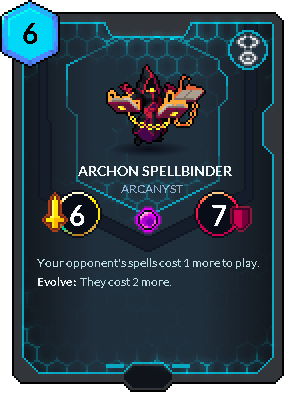 6
ARCHON SPELLBINDER
ARCANYST
6 7
Your opponent's spells cost 1 more to play.
Evolve: They cost 2 more.